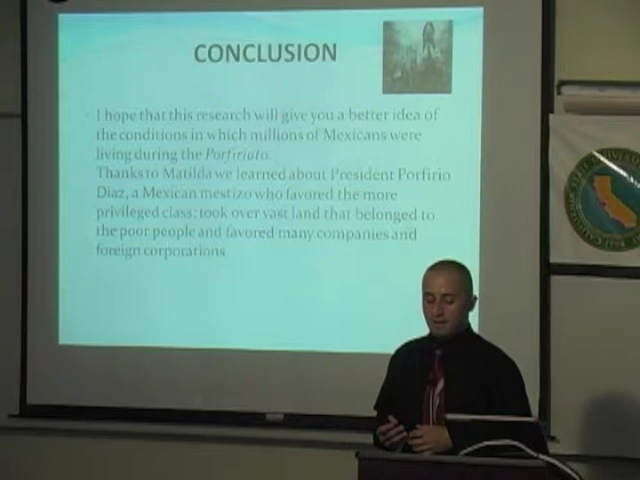 CONCLUSION
I hope that this research will give you a better idea of
the conditions in which millions of Mexicans were
living during the Porfiriato.
Thanks to Matilda we learned about President Porfirio
Diaz, a Mexican mestizo who favored the more
privileged class; took over vast land that belonged to
the poor people and favored many companies and
foreign corporations